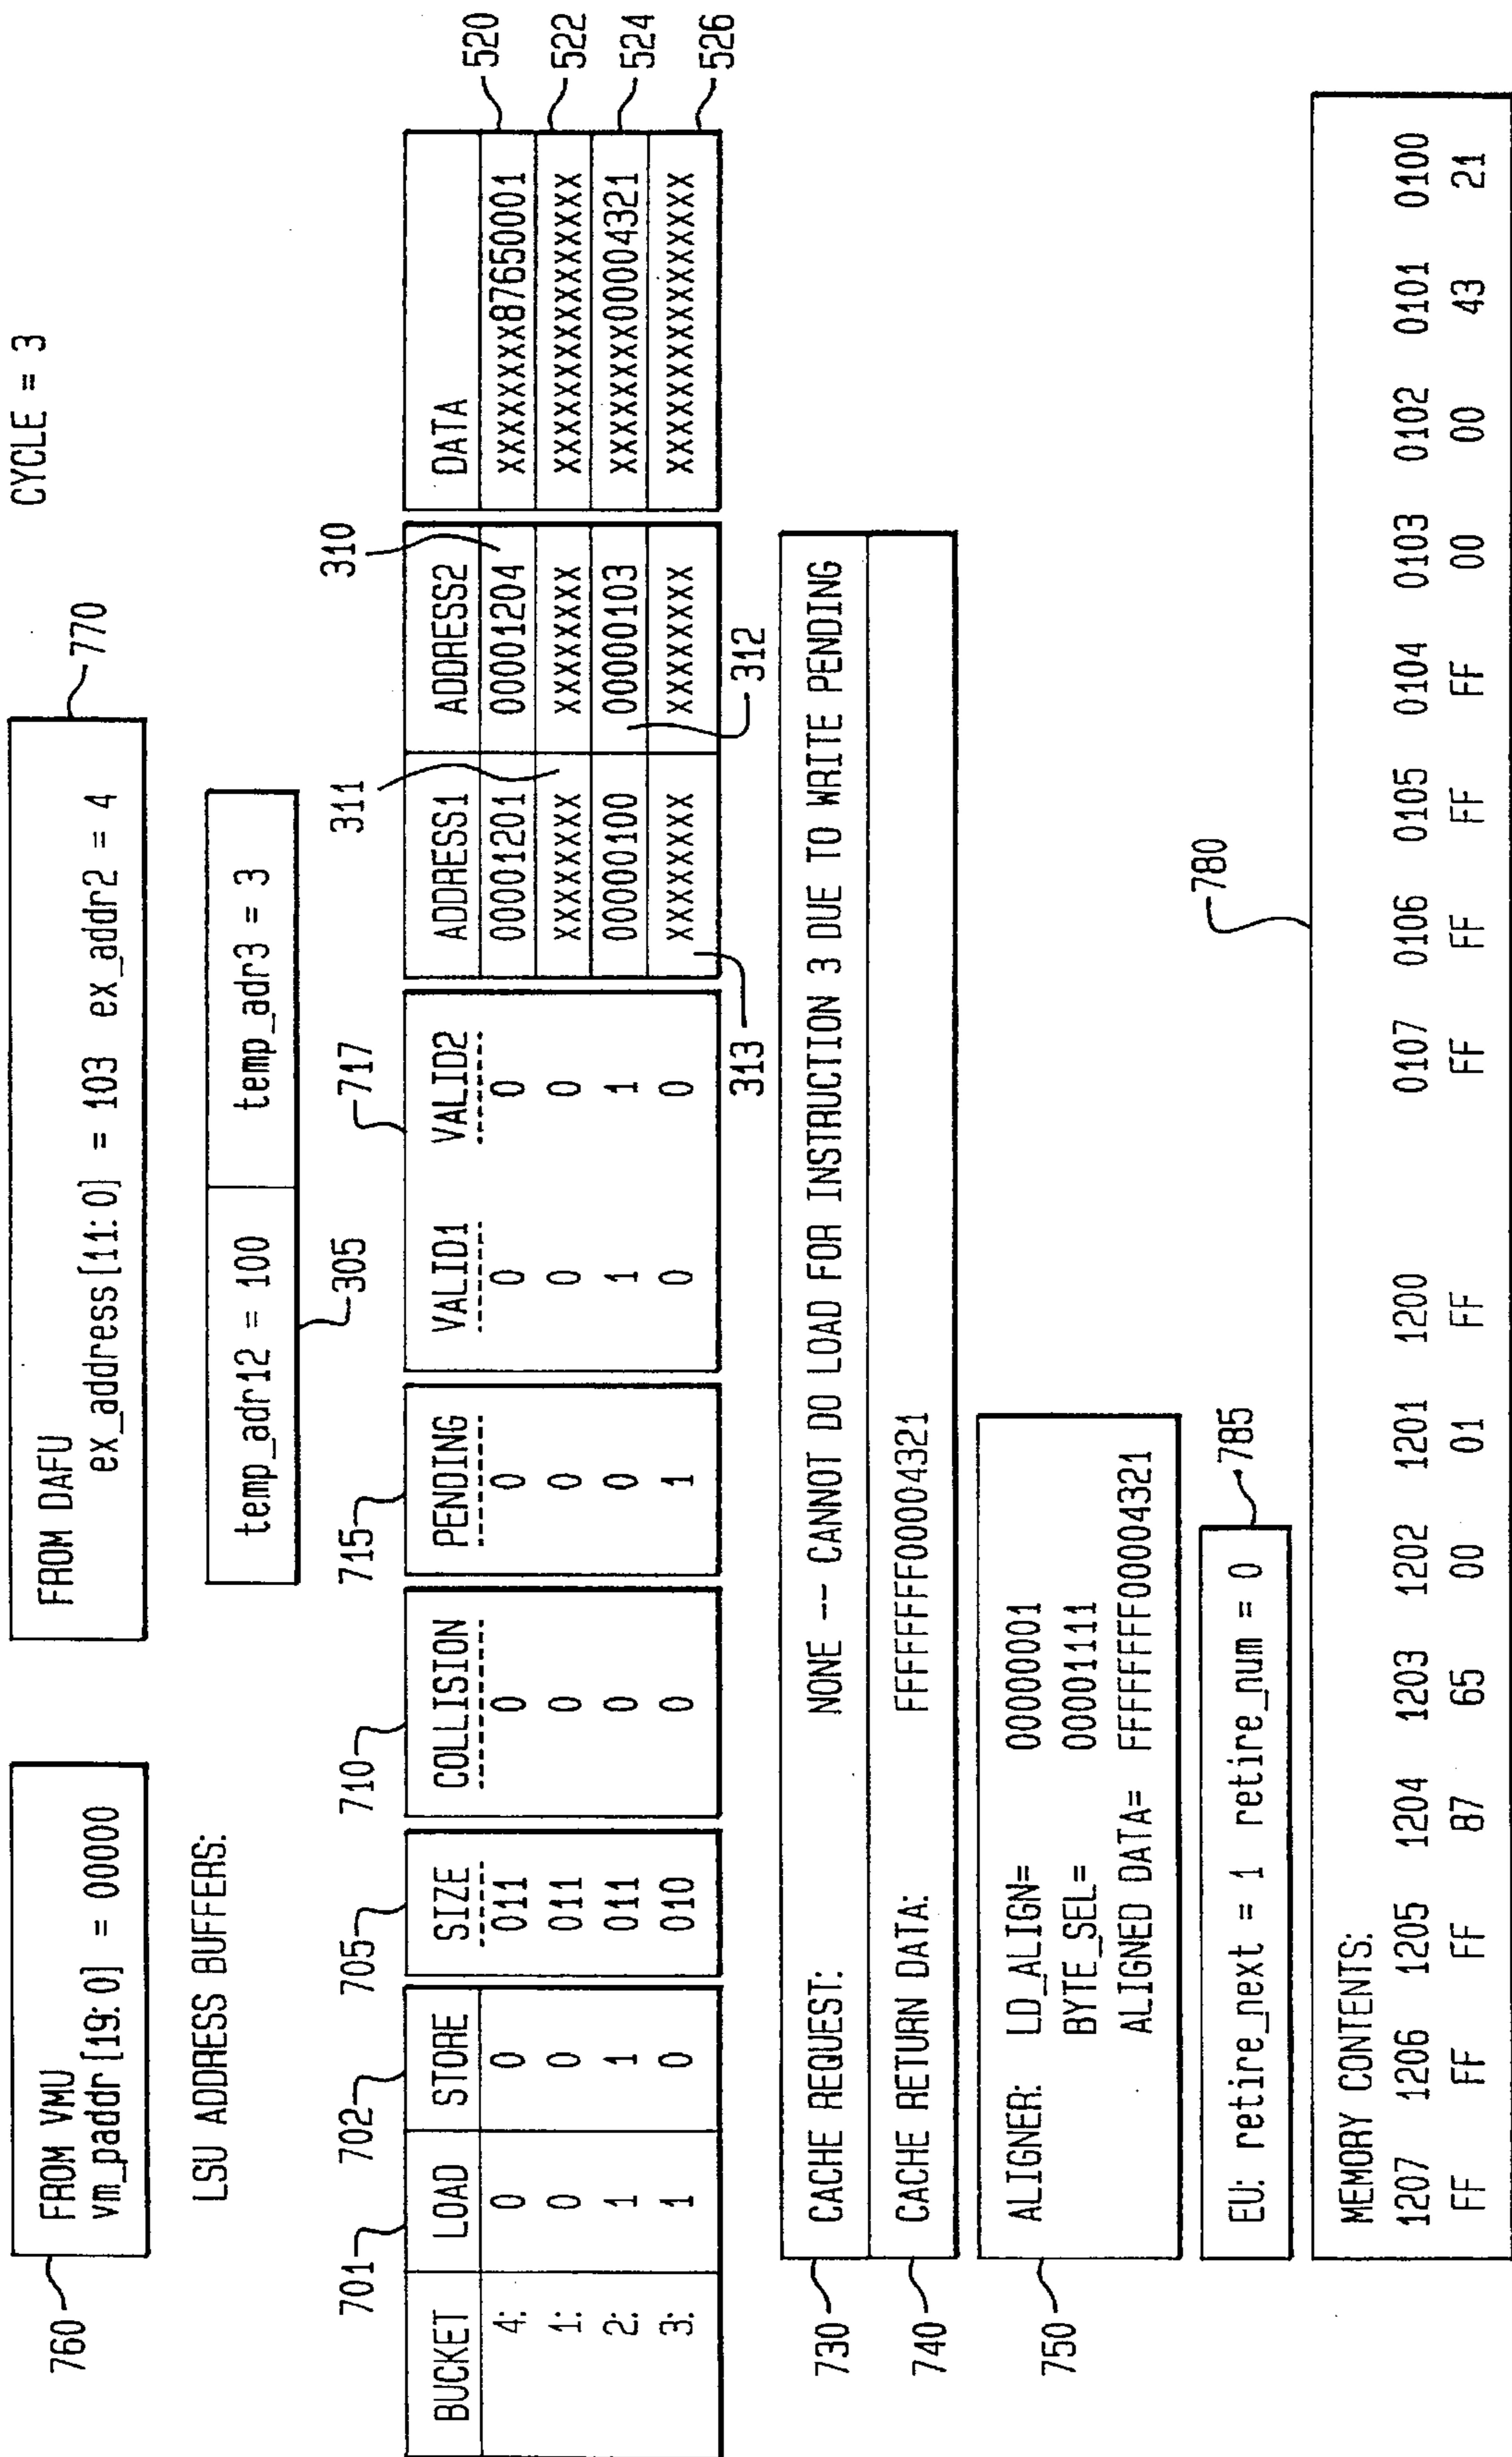 CYCLE = 3
760
FROM VMU
vm_paddr[19:0] = 00000
FROM DAFU
ex_address[11:0] = 103 ex_addr2 = 4
770
LSU ADDRESS BUFFERS:
temp_adr12 = 100 temp_adr3 = 3
305
701 702 705 710 715 717 311 310
BUCKET LOAD STORE SIZE COLLISION PENDING VALID1 VALID2 ADDRESS1 ADDRESS2 DATA
4: 0 0 011 0 0 0 0 00001201 00001204 XXXXXXXX87650001 520
1: 0 0 011 0 0 0 0 XXXXXXXX XXXXXXXX XXXXXXXXXXXXXXXX 522
2: 1 1 011 0 0 1 1 00000100 00000103 XXXXXXXX00004321 524
3: 1 0 010 0 1 0 0 XXXXXXXX XXXXXXXX XXXXXXXXXXXXXXXX 526
313 312
730 CACHE REQUEST: NONE -- CANNOT DO LOAD FOR INSTRUCTION 3 DUE TO WRITE PENDING
740 CACHE RETURN DATA: FFFFFFFF00004321
750 ALIGNER: LD_ALIGN= 00000001
BYTE_SEL= 00001111
ALIGNED DATA= FFFFFFFF00004321
EU: retire_next = 1 retire_num = 0
785
780
MEMORY CONTENTS:
1207 1206 1205 1204 1203 1202 1201 1200 0107 0106 0105 0104 0103 0102 0101 0100
FF FF FF 87 65 00 01 FF FF FF FF FF 00 00 43 21